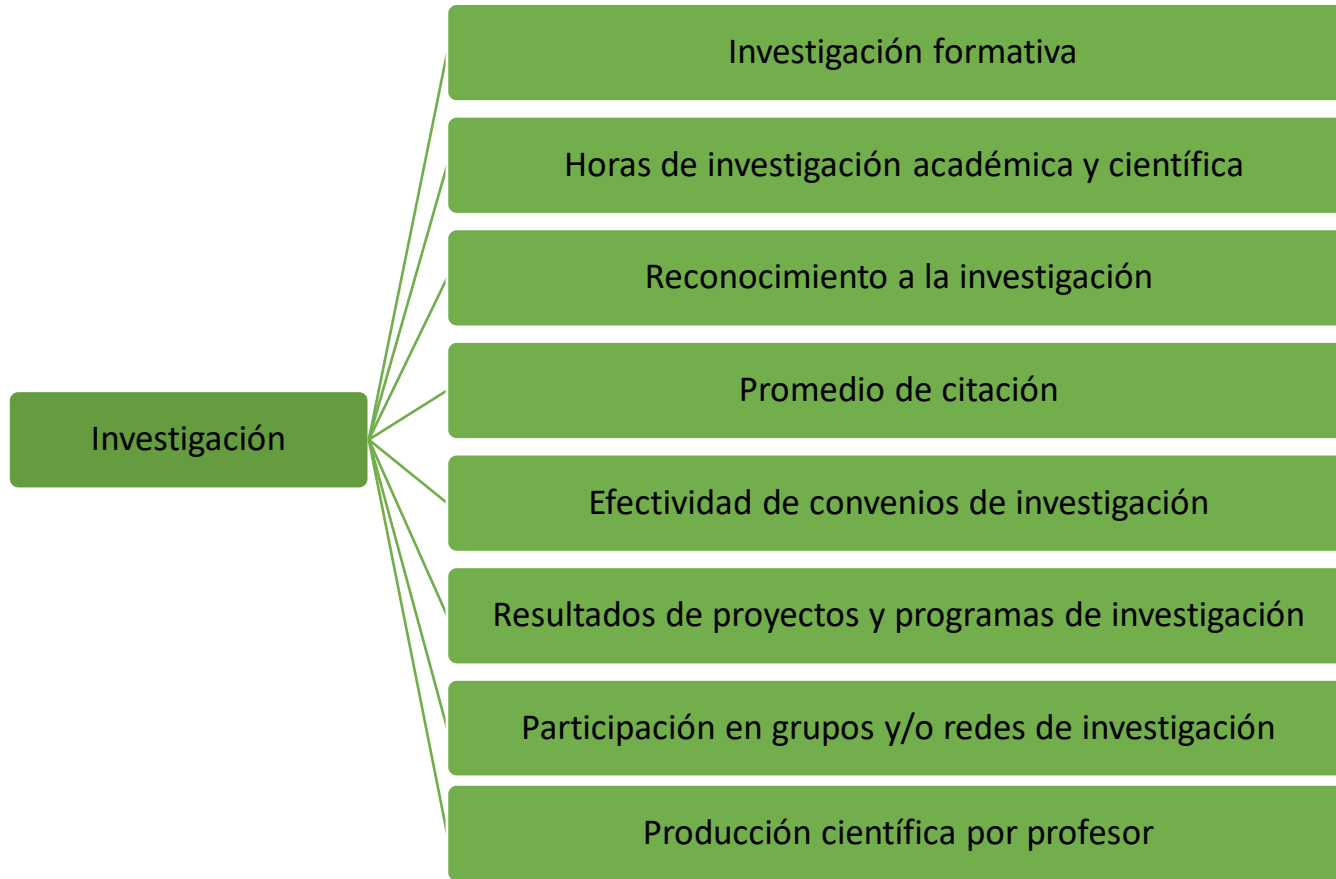 Investigación formativa
Horas de investigación académica y científica
Reconocimiento a la investigación
Promedio de citación
Investigación
Efectividad de convenios de investigación
Resultados de proyectos y programas de investigación
Participación en grupos y/o redes de investigación
Producción científica por profesor